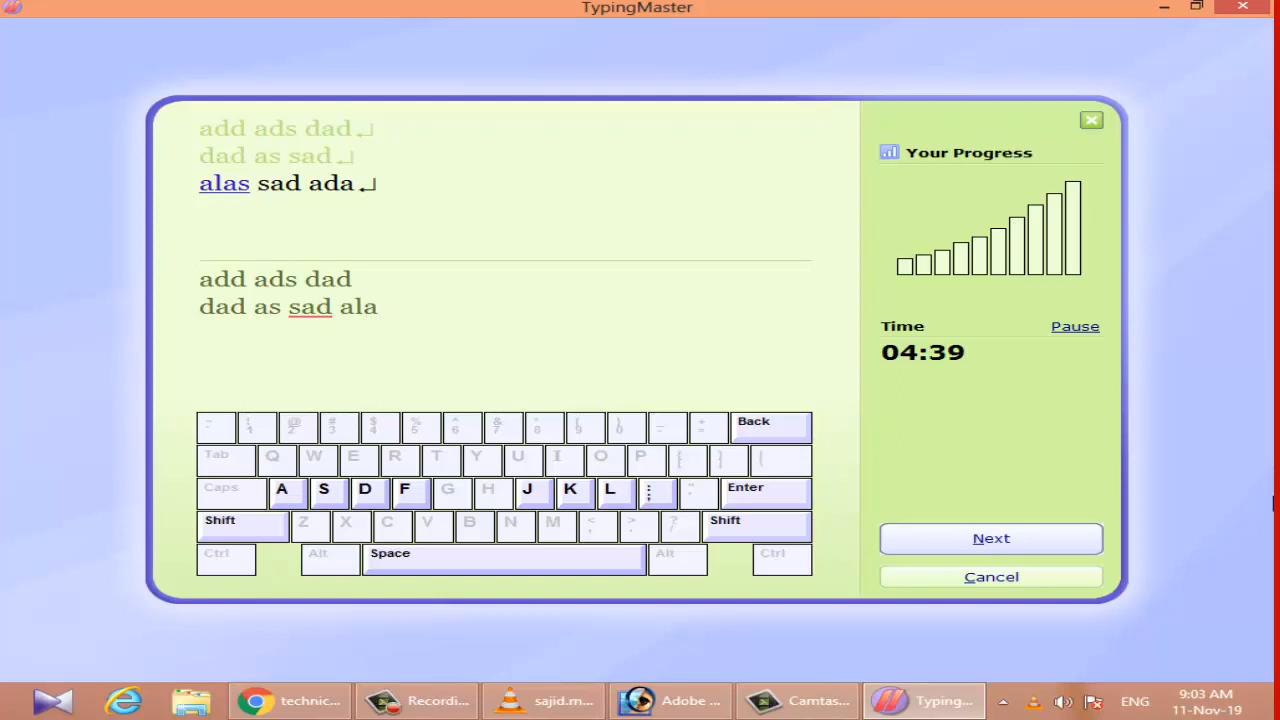 TypingMaster
add ads dad
dad as sad
alas sad ada
add ads dad
dad as sad ala
Your Progress
Time Pause
04:39
Next
Cancel
Back
Tab Q W E R T Y U I O P
Caps A S D F G H J K L ; Enter
Shift Z X C V B N M Shift
Ctrl Alt Space Alt Ctrl
technic...
Recordi...
sajid.m...
Adobe ...
Camtas...
Typing...
ENG
9:03 AM
11-Nov-19